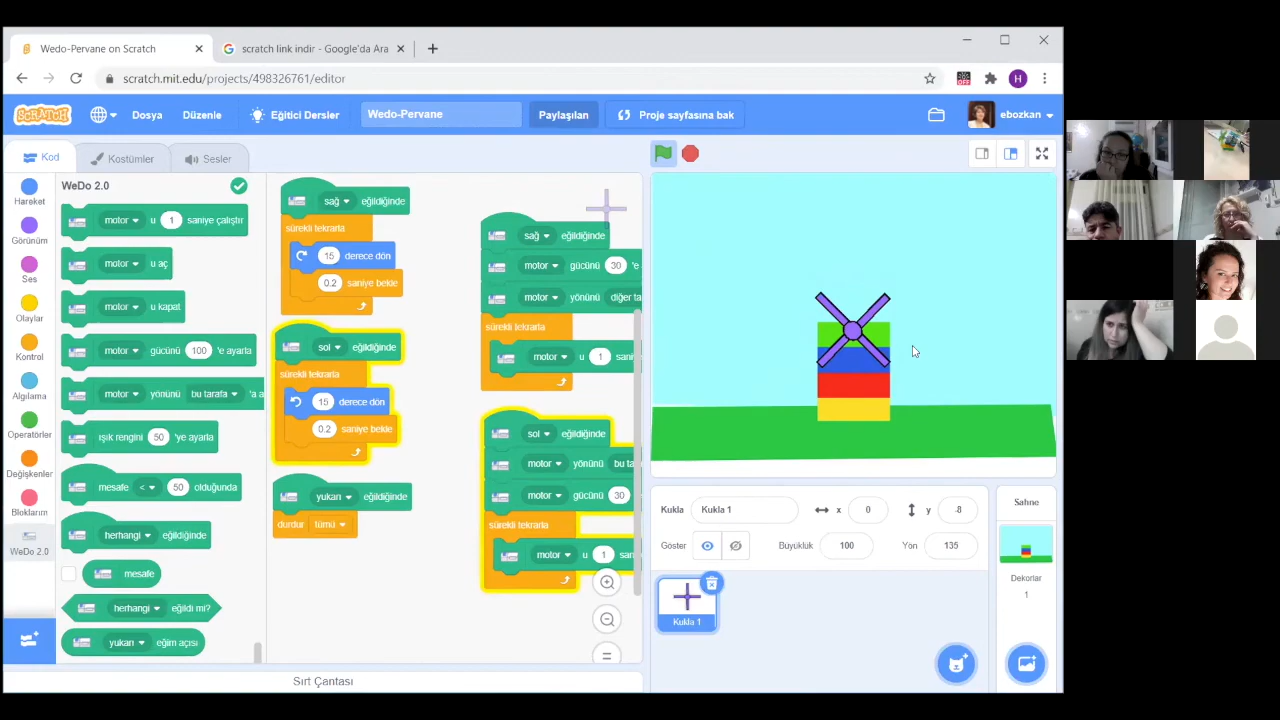 Wedo-Pervane on Scratch
scratch link indir - Google'da Ara
scratch.mit.edu/projects/498326761/editor
OFF
H
SCRATCH
Dosya
Düzenle
Eğitici Dersler
Wedo-Pervane
Paylaşılan
Proje sayfasına bak
ebozkan
Kod
Kostümler
Sesler
Hareket
Görünüm
Ses
Olaylar
Kontrol
Algılama
Operatörler
Değişkenler
Bloklarım
WeDo 2.0
WeDo 2.0
motor u 1 saniye çalıştır
motor u aç
motor u kapat
motor gücünü 100 'e ayarla
motor yönünü bu tarafa 'a a
ışık rengini 50 'ye ayarla
mesafe < 50 olduğunda
herhangi eğildiğinde
mesafe
herhangi eğildi mi?
yukarı eğim açısı
sağ eğildiğinde
sürekli tekrarla
15 derece dön
0.2 saniye bekle
sol eğildiğinde
sürekli tekrarla
15 derece dön
0.2 saniye bekle
yukarı eğildiğinde
durdur tümü
sağ eğildiğinde
motor gücünü 30 'e
motor yönünü diğer ta
sürekli tekrarla
motor u 1 sani
sol eğildiğinde
motor yönünü bu ta
motor gücünü 30
sürekli tekrarla
motor u 1 san
Kukla
Kukla 1
x 0
y -8
Göster
Büyüklük 100
Yön 135
Kukla 1
Sahne
Dekorlar
1
Sırt Çantası